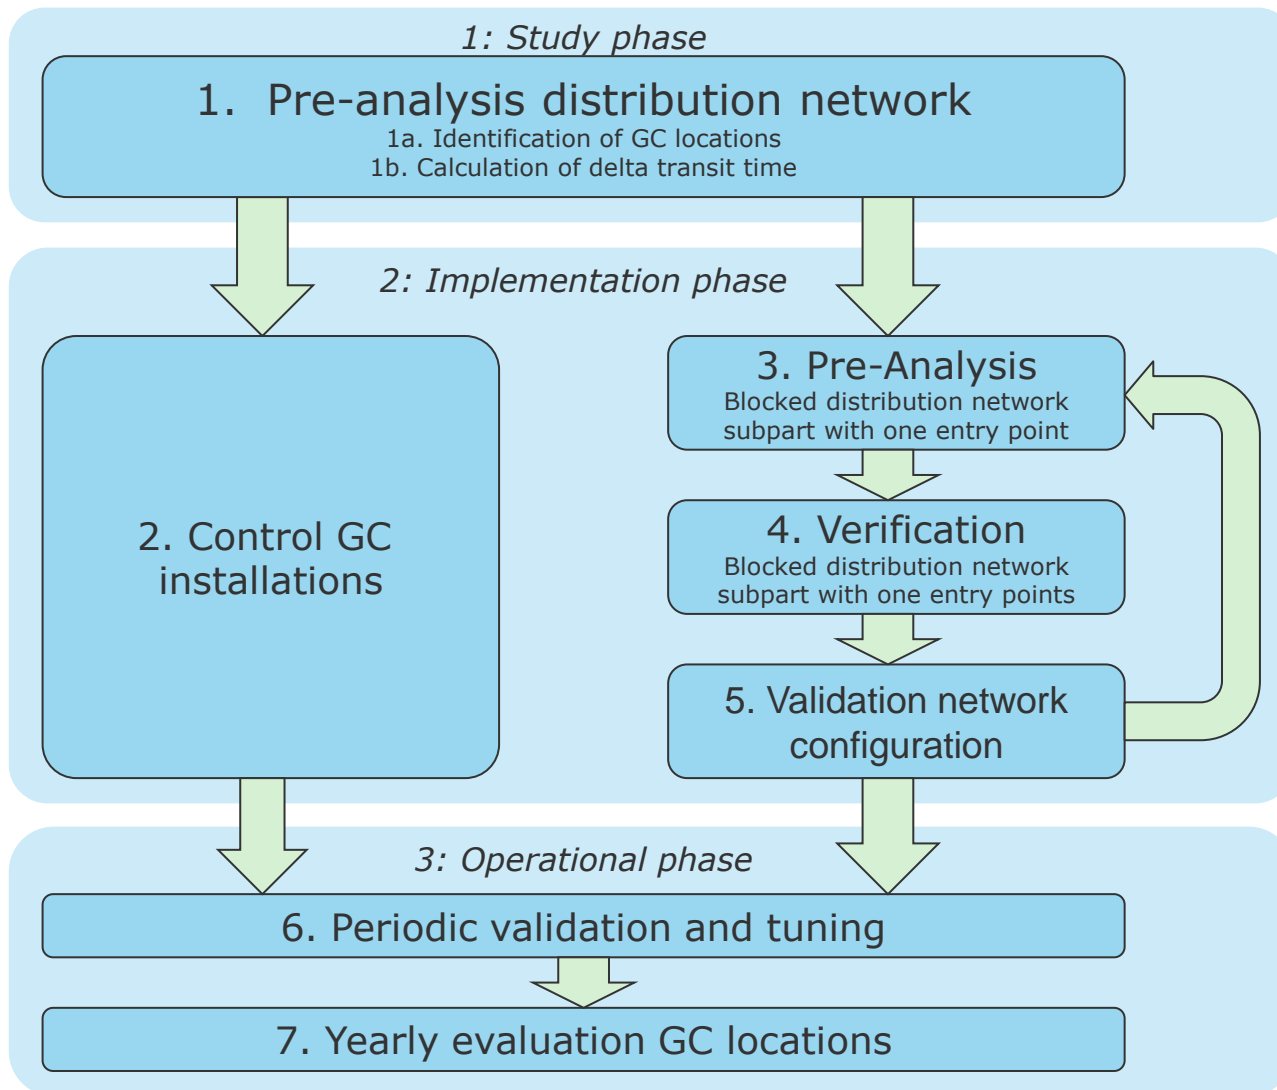 1: Study phase
1. Pre-analysis distribution network
1a. Identification of GC locations
1b. Calculation of delta transit time
2: Implementation phase
2. Control GC
installations
3. Pre-Analysis
Blocked distribution network
subpart with one entry point
4. Verification
Blocked distribution network
subpart with one entry points
5. Validation network
configuration
3: Operational phase
6. Periodic validation and tuning
7. Yearly evaluation GC locations